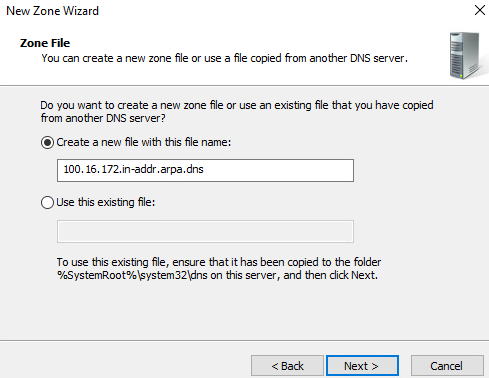 New Zone Wizard
Zone File
You can create a new zone file or use a file copied from another DNS server.
Do you want to create a new zone file or use an existing file that you have copied
from another DNS server?
Create a new file with this file name:
100.16.172.in-addr.arpa.dns
Use this existing file:
To use this existing file, ensure that it has been copied to the folder
%SystemRoot%\system32\dns on this server, and then click Next.
< Back
Next >
Cancel